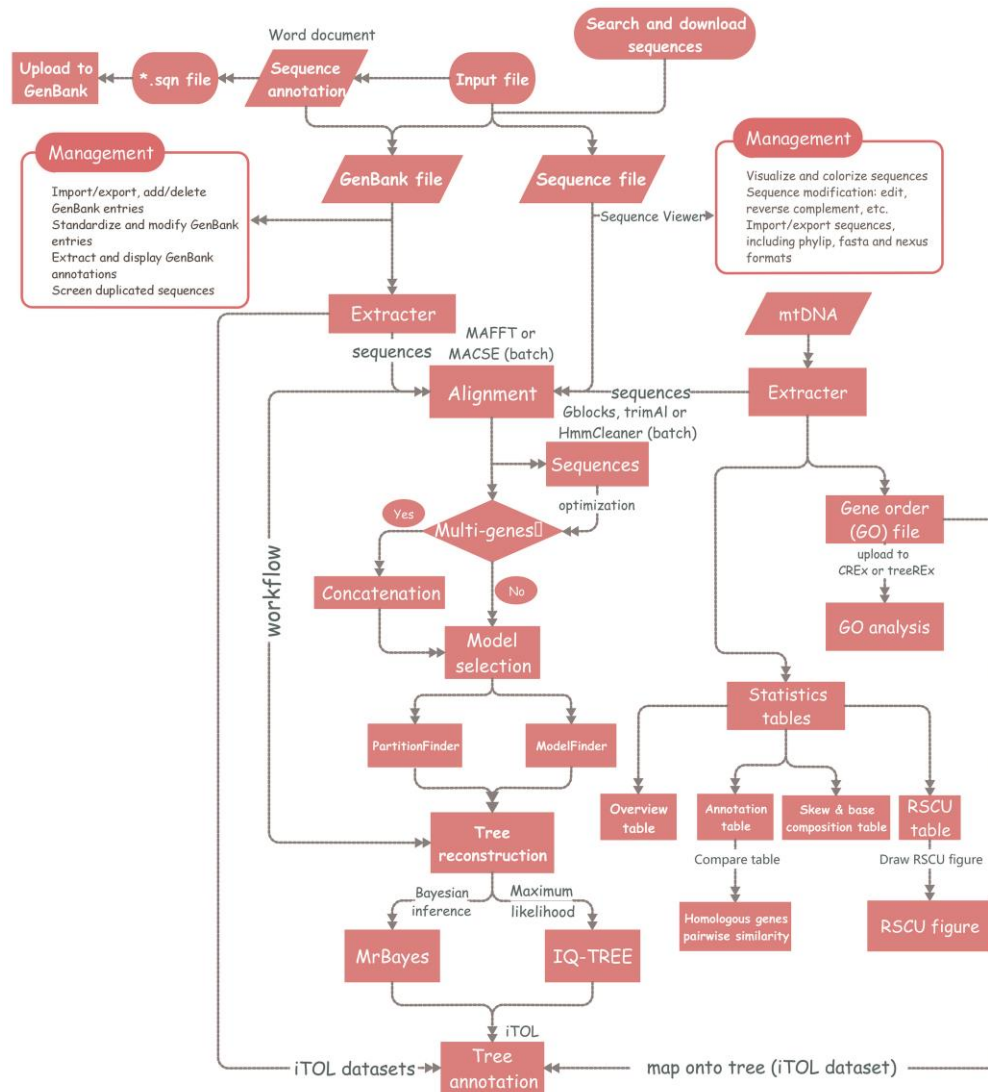 Search and download
sequences
Word document
Upload to
GenBank
*.sqn file
Sequence
annotation
Input file
Management
Import/export, add/delete
GenBank entries
Standardize and modify GenBank
entries
Extract and display GenBank
annotations
Screen duplicated sequences
GenBank file
Sequence file
Sequence Viewer
Management
Visualize and colorize sequences
Sequence modification: edit,
reverse complement, etc.
Import/export sequences,
including phylip, fasta and nexus
formats
Extracter
mtDNA
sequences
MAFFT or
MACSE (batch)
Alignment
sequences
Extracter
Gblocks, trimAl or
HmmCleaner (batch)
Sequences
optimization
Yes
Multi-genes
Gene order
(GO) file
upload to
CREx or treeREx
workflow
Concatenation
No
GO analysis
Model
selection
Statistics
tables
PartitionFinder
ModelFinder
Overview
table
Annotation
table
Skew & base
composition table
RSCU
table
Tree
reconstruction
Compare table
Draw RSCU figure
Bayesian
inference
Maximum
likelihood
Homologous genes
pairwise similarity
RSCU figure
MrBayes
IQ-TREE
iTOL
iTOL datasets
Tree
annotation
map onto tree (iTOL dataset)